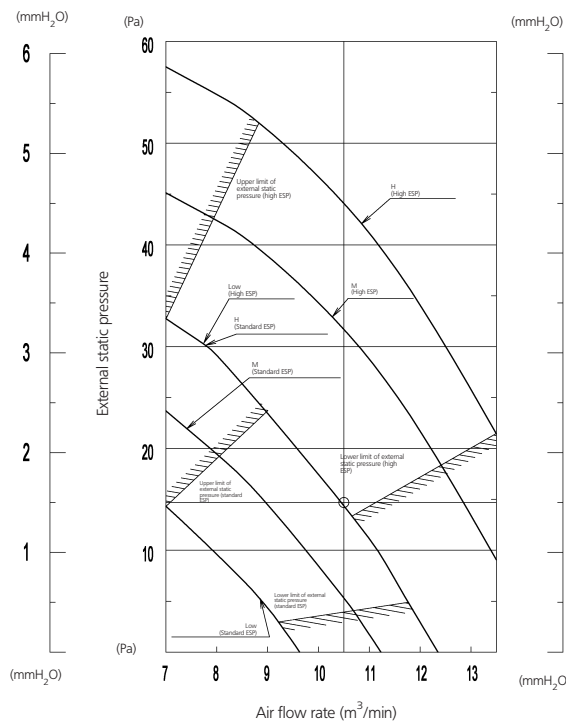 (mmH2O)
(Pa)
(mmH2O)
6
5
4
3
2
1
60
50
40
30
20
10
External static pressure
Upper limit of
external static
pressure (high ESP)
H
(High ESP)
Low
(High ESP)
M
(High ESP)
H
(Standard ESP)
M
(Standard ESP)
Lower limit of external
static pressure (high
ESP)
Upper limit of
external static
pressure (standard
ESP)
Lower limit of external
static pressure
(standard ESP)
Low
(Standard ESP)
(Pa)
(mmH2O)
(mmH2O)
7
8
9
10
11
12
13
Air flow rate (m3/min)